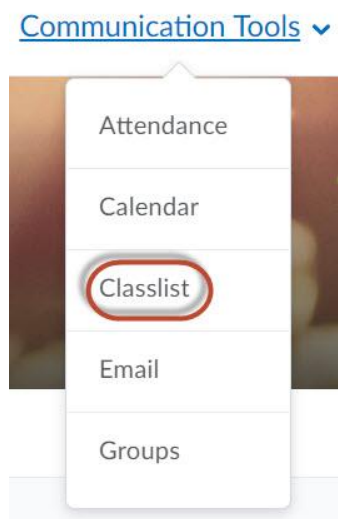 Communication Tools
Attendance
Calendar
Classlist
Email
Groups